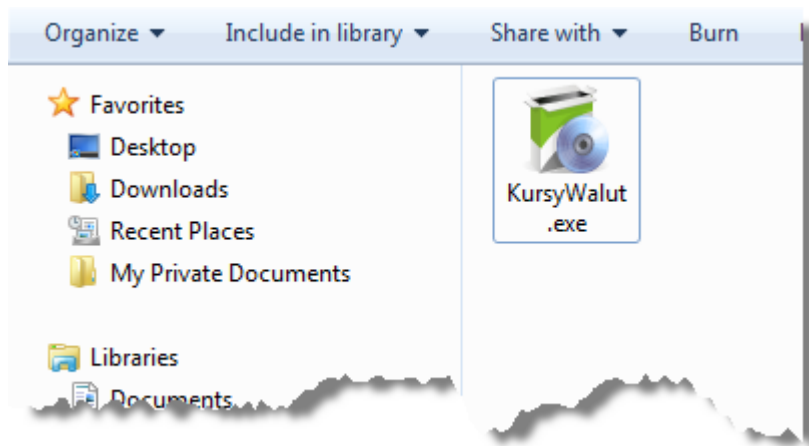 Organize Include in library Share with Burn
Favorites
Desktop
Downloads
Recent Places
My Private Documents
Libraries
Documents
KursyWalut
.exe